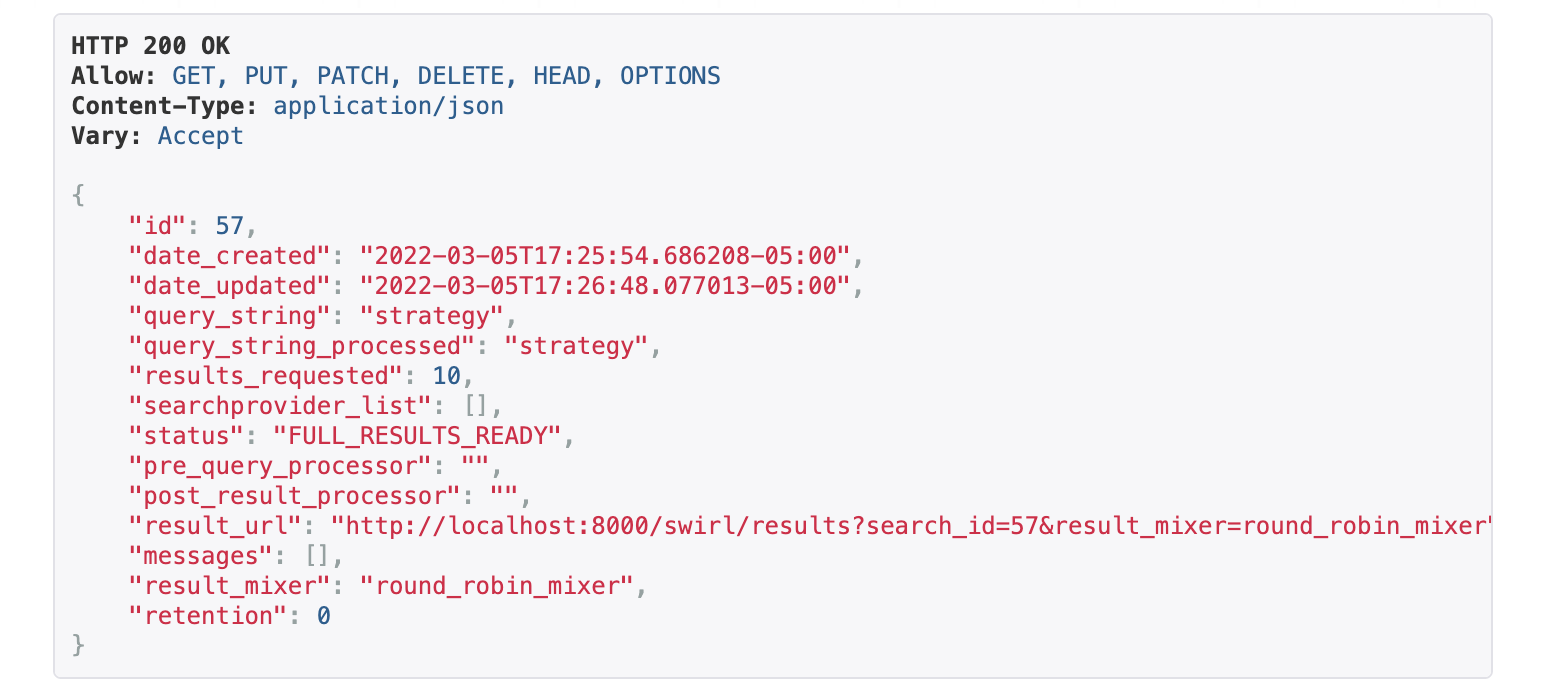 HTTP 200 OK
Allow: GET, PUT, PATCH, DELETE, HEAD, OPTIONS
Content-Type: application/json
Vary: Accept

{
    "id": 57,
    "date_created": "2022-03-05T17:25:54.686208-05:00",
    "date_updated": "2022-03-05T17:26:48.077013-05:00",
    "query_string": "strategy",
    "query_string_processed": "strategy",
    "results_requested": 10,
    "searchprovider_list": [],
    "status": "FULL_RESULTS_READY",
    "pre_query_processor": "",
    "post_result_processor": "",
    "result_url": "http://localhost:8000/swirl/results?search_id=57&result_mixer=round_robin_mixer"
    "messages": [],
    "result_mixer": "round_robin_mixer",
    "retention": 0
}